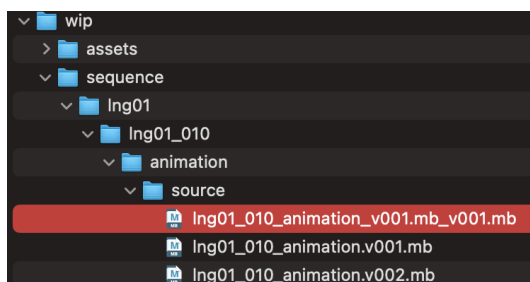 wip
assets
sequence
lng01
lng01_010
animation
source
lng01_010_animation_v001.mb_v001.mb
lng01_010_animation.v001.mb
lng01_010_animation.v002.mb